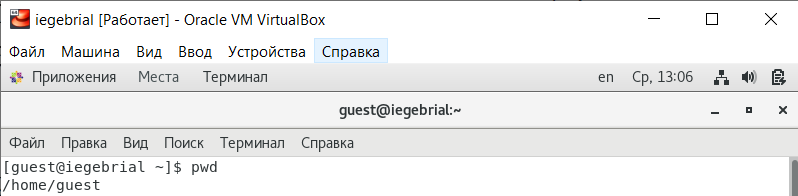 iegebrial [Работает] - Oracle VM VirtualBox
Файл Машина Вид Ввод Устройства Справка
Приложения Места Терминал en Ср, 13:06
guest@iegebrial:~
Файл Правка Вид Поиск Терминал Справка
[guest@iegebrial ~]$ pwd
/home/guest